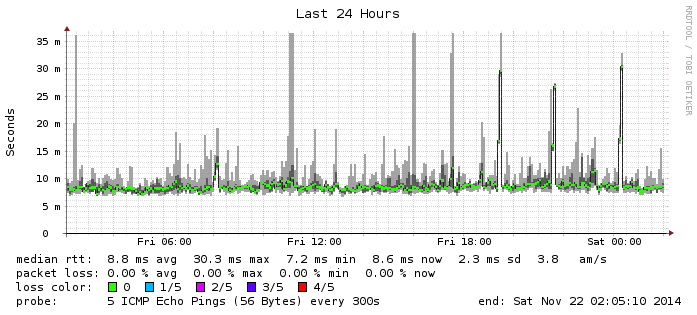 Last 24 Hours
RRDTOOL / TOBI OETIKER
Seconds
35 m
30 m
25 m
20 m
15 m
10 m
5 m
0
Fri 06:00 Fri 12:00 Fri 18:00 Sat 00:00
median rtt: 8.8 ms avg 30.3 ms max 7.2 ms min 8.6 ms now 2.3 ms sd 3.8 am/s
packet loss: 0.00 % avg 0.00 % max 0.00 % min 0.00 % now
loss color: 0 1/5 2/5 3/5 4/5
probe: 5 ICMP Echo Pings (56 Bytes) every 300s end: Sat Nov 22 02:05:10 2014